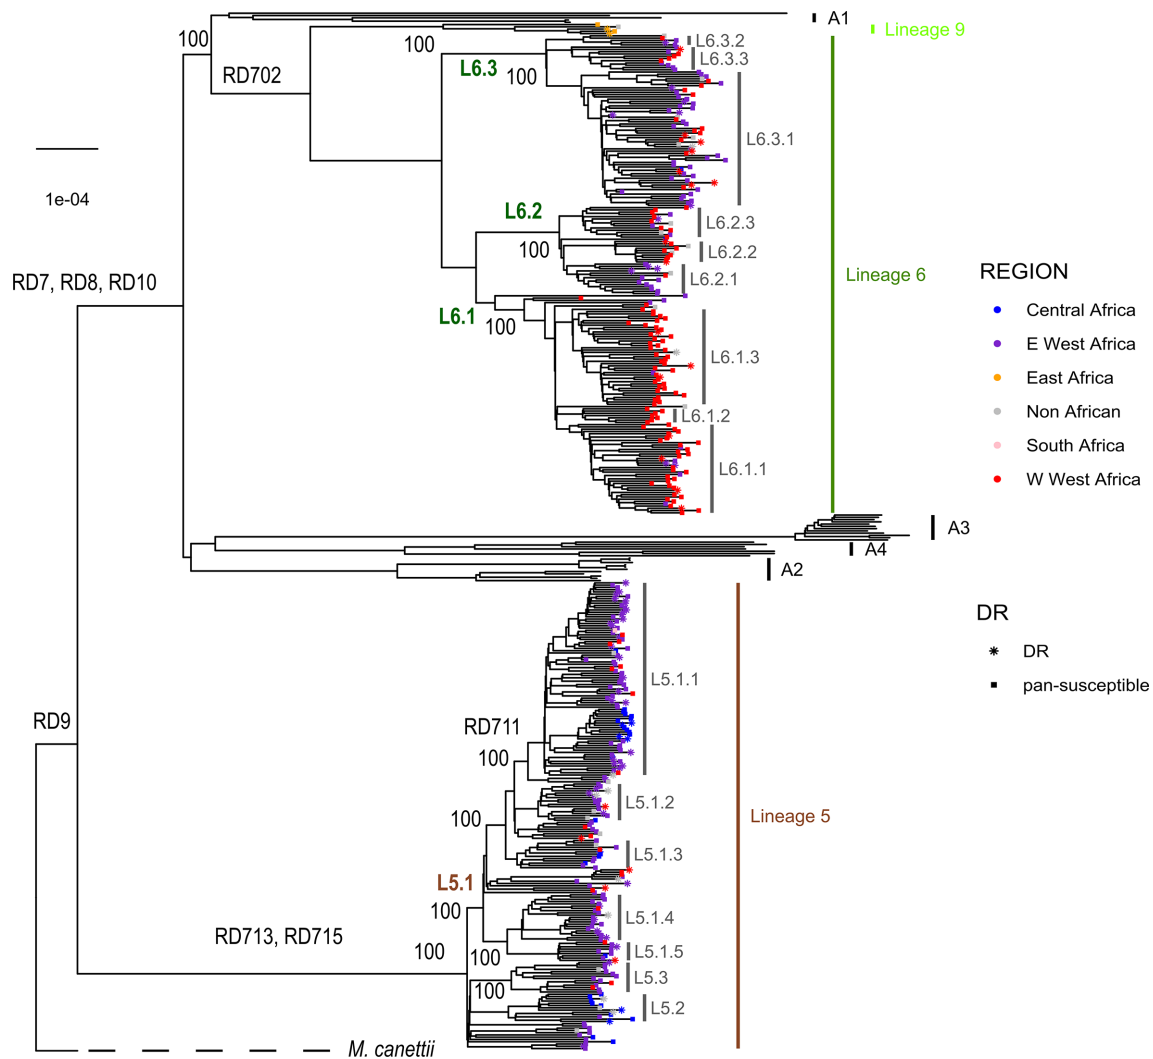 A1
Lineage 9
100
100
L6.3.2
L6.3.3
L6.3
100
RD702
L6.3.1
1e-04
L6.2
L6.2.3
100
L6.2.2
L6.2.1
RD7, RD8, RD10
Lineage 6
L6.1
100
L6.1.3
L6.1.2
L6.1.1
REGION
Central Africa
E West Africa
East Africa
Non African
South Africa
W West Africa
A3
A4
A2
DR
DR
pan-susceptible
L5.1.1
RD9
RD711
100
L5.1.2
100
Lineage 5
L5.1.3
L5.1
100
L5.1.4
RD713, RD715
100
100
L5.1.5
L5.3
100
L5.2
M. canettii